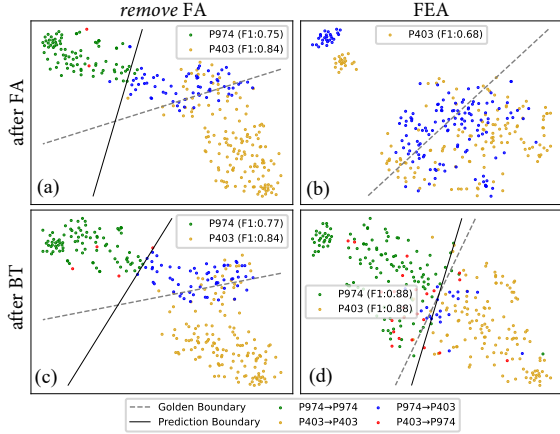 remove FA
FEA
after FA
P974 (F1:0.75)
P403 (F1:0.84)
(a)
P403 (F1:0.68)
(b)
after BT
P974 (F1:0.77)
P403 (F1:0.84)
(c)
P974 (F1:0.88)
P403 (F1:0.88)
(d)
Golden Boundary
Prediction Boundary
P974→P974
P403→P403
P974→P403
P403→P974